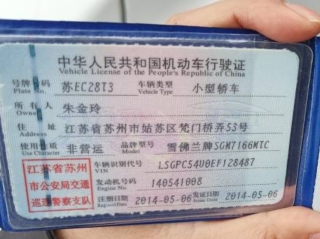 中华人民共和国机动车行驶证
Vehicle License of the People's Republic of China
号牌号码 苏EC28T3 车辆类型 小型轿车
Plate No. Vehicle Type
所有人 朱金玲
Owner
住址 江苏省苏州市姑苏区梵门桥弄53号
Address
使用性质 非营运 品牌型号 雪佛兰牌SGM7166MTC
Use Character Model
江苏省苏州市公安局交通巡逻警察支队
车辆识别代号 LSGPC54U0EF128487
VIN
发动机号码 140541008
Engine No.
注册日期 2014-05-06 发证日期 2014-05-06
Register Date Issue Date